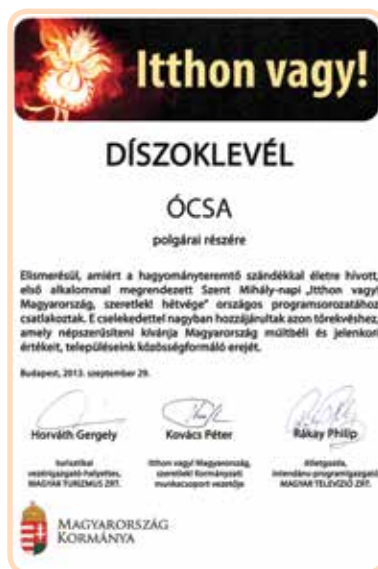 Itthon vagy!
DÍSZOKLEVÉL
ÓCSA
polgárai részére
Elismerésül, amiért a hagyományteremtő szándékkal életre hívott,
első alkalommal megrendezett Szent Mihály-napi „Itthon vagy!
Magyarország, szeretlek! hétvége" országos programsorozatához
csatlakoztak. E cselekedettel nagyban hozzájárultak azon törekvéshez,
amely népszerűsíteni kívánja Magyarország múltbéli és jelenkori
értékeit, településeink közösségformáló erejét.
Budapest, 2013. szeptember 29.
Horváth Gergely Kovács Péter Rákay Philip
turisztikai Itthon vagy! Magyarország, ötletgazda,
vezérigazgató-helyettes, szeretlek! Kormányzati intendáns-programigazgató
MAGYAR TURIZMUS ZRT. munkacsoport vezetője MAGYAR TELEVÍZIÓ ZRT.
MAGYARORSZÁG
KORMÁNYA